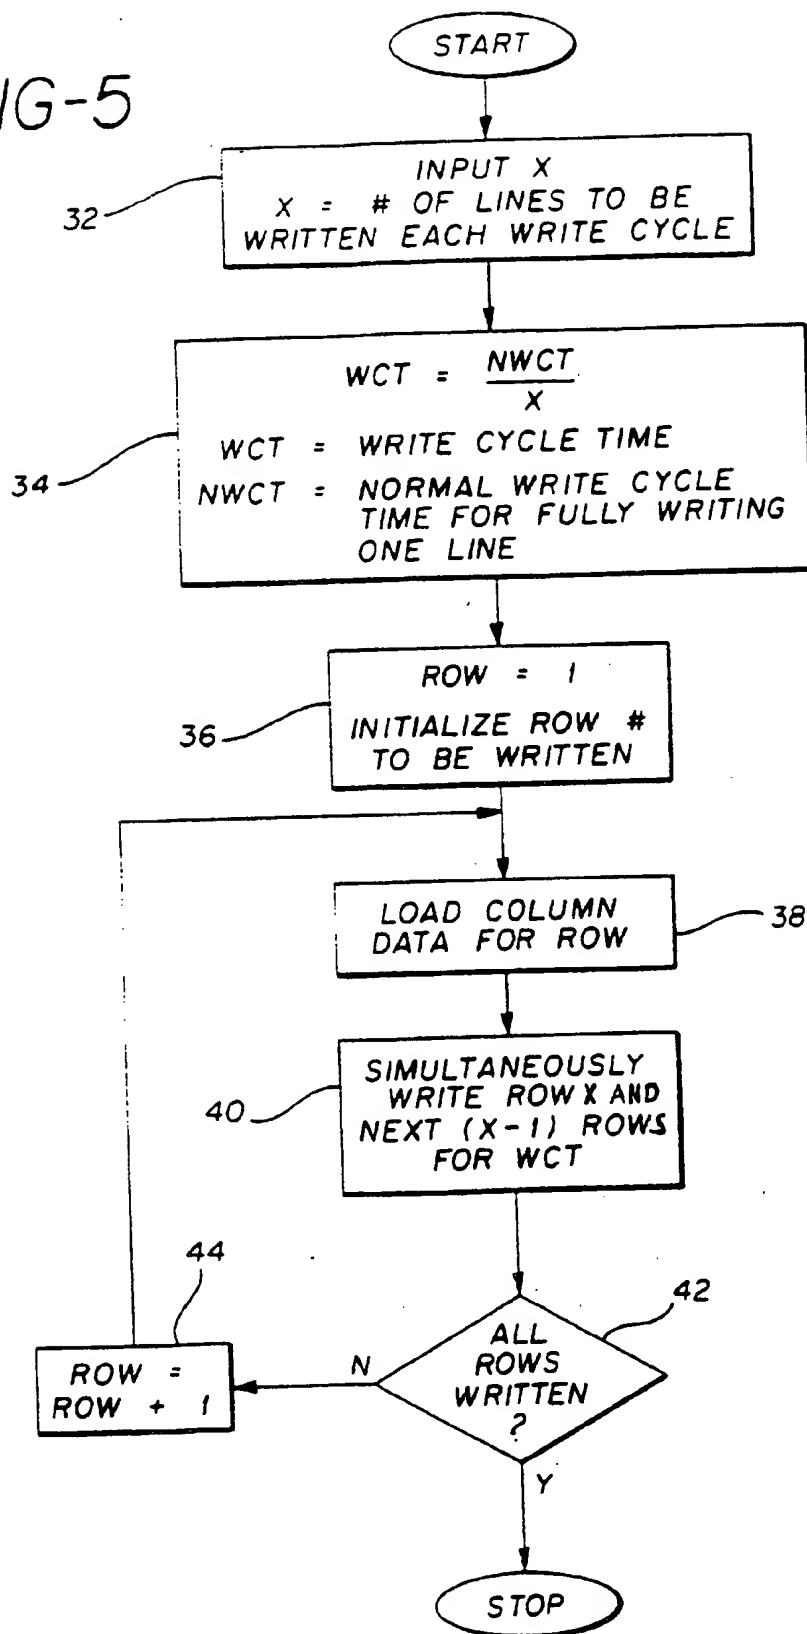 IG-5
START
INPUT X
X = # OF LINES TO BE
WRITTEN EACH WRITE CYCLE
32
WCT = NWCT
X
WCT = WRITE CYCLE TIME
NWCT = NORMAL WRITE CYCLE
TIME FOR FULLY WRITING
ONE LINE
34
ROW = 1
INITIALIZE ROW #
TO BE WRITTEN
36
LOAD COLUMN
DATA FOR ROW
38
SIMULTANEOUSLY
WRITE ROW X AND
NEXT (X-1) ROWS
FOR WCT
40
44
42
ALL
ROWS
WRITTEN
?
N
ROW =
ROW + 1
Y
STOP